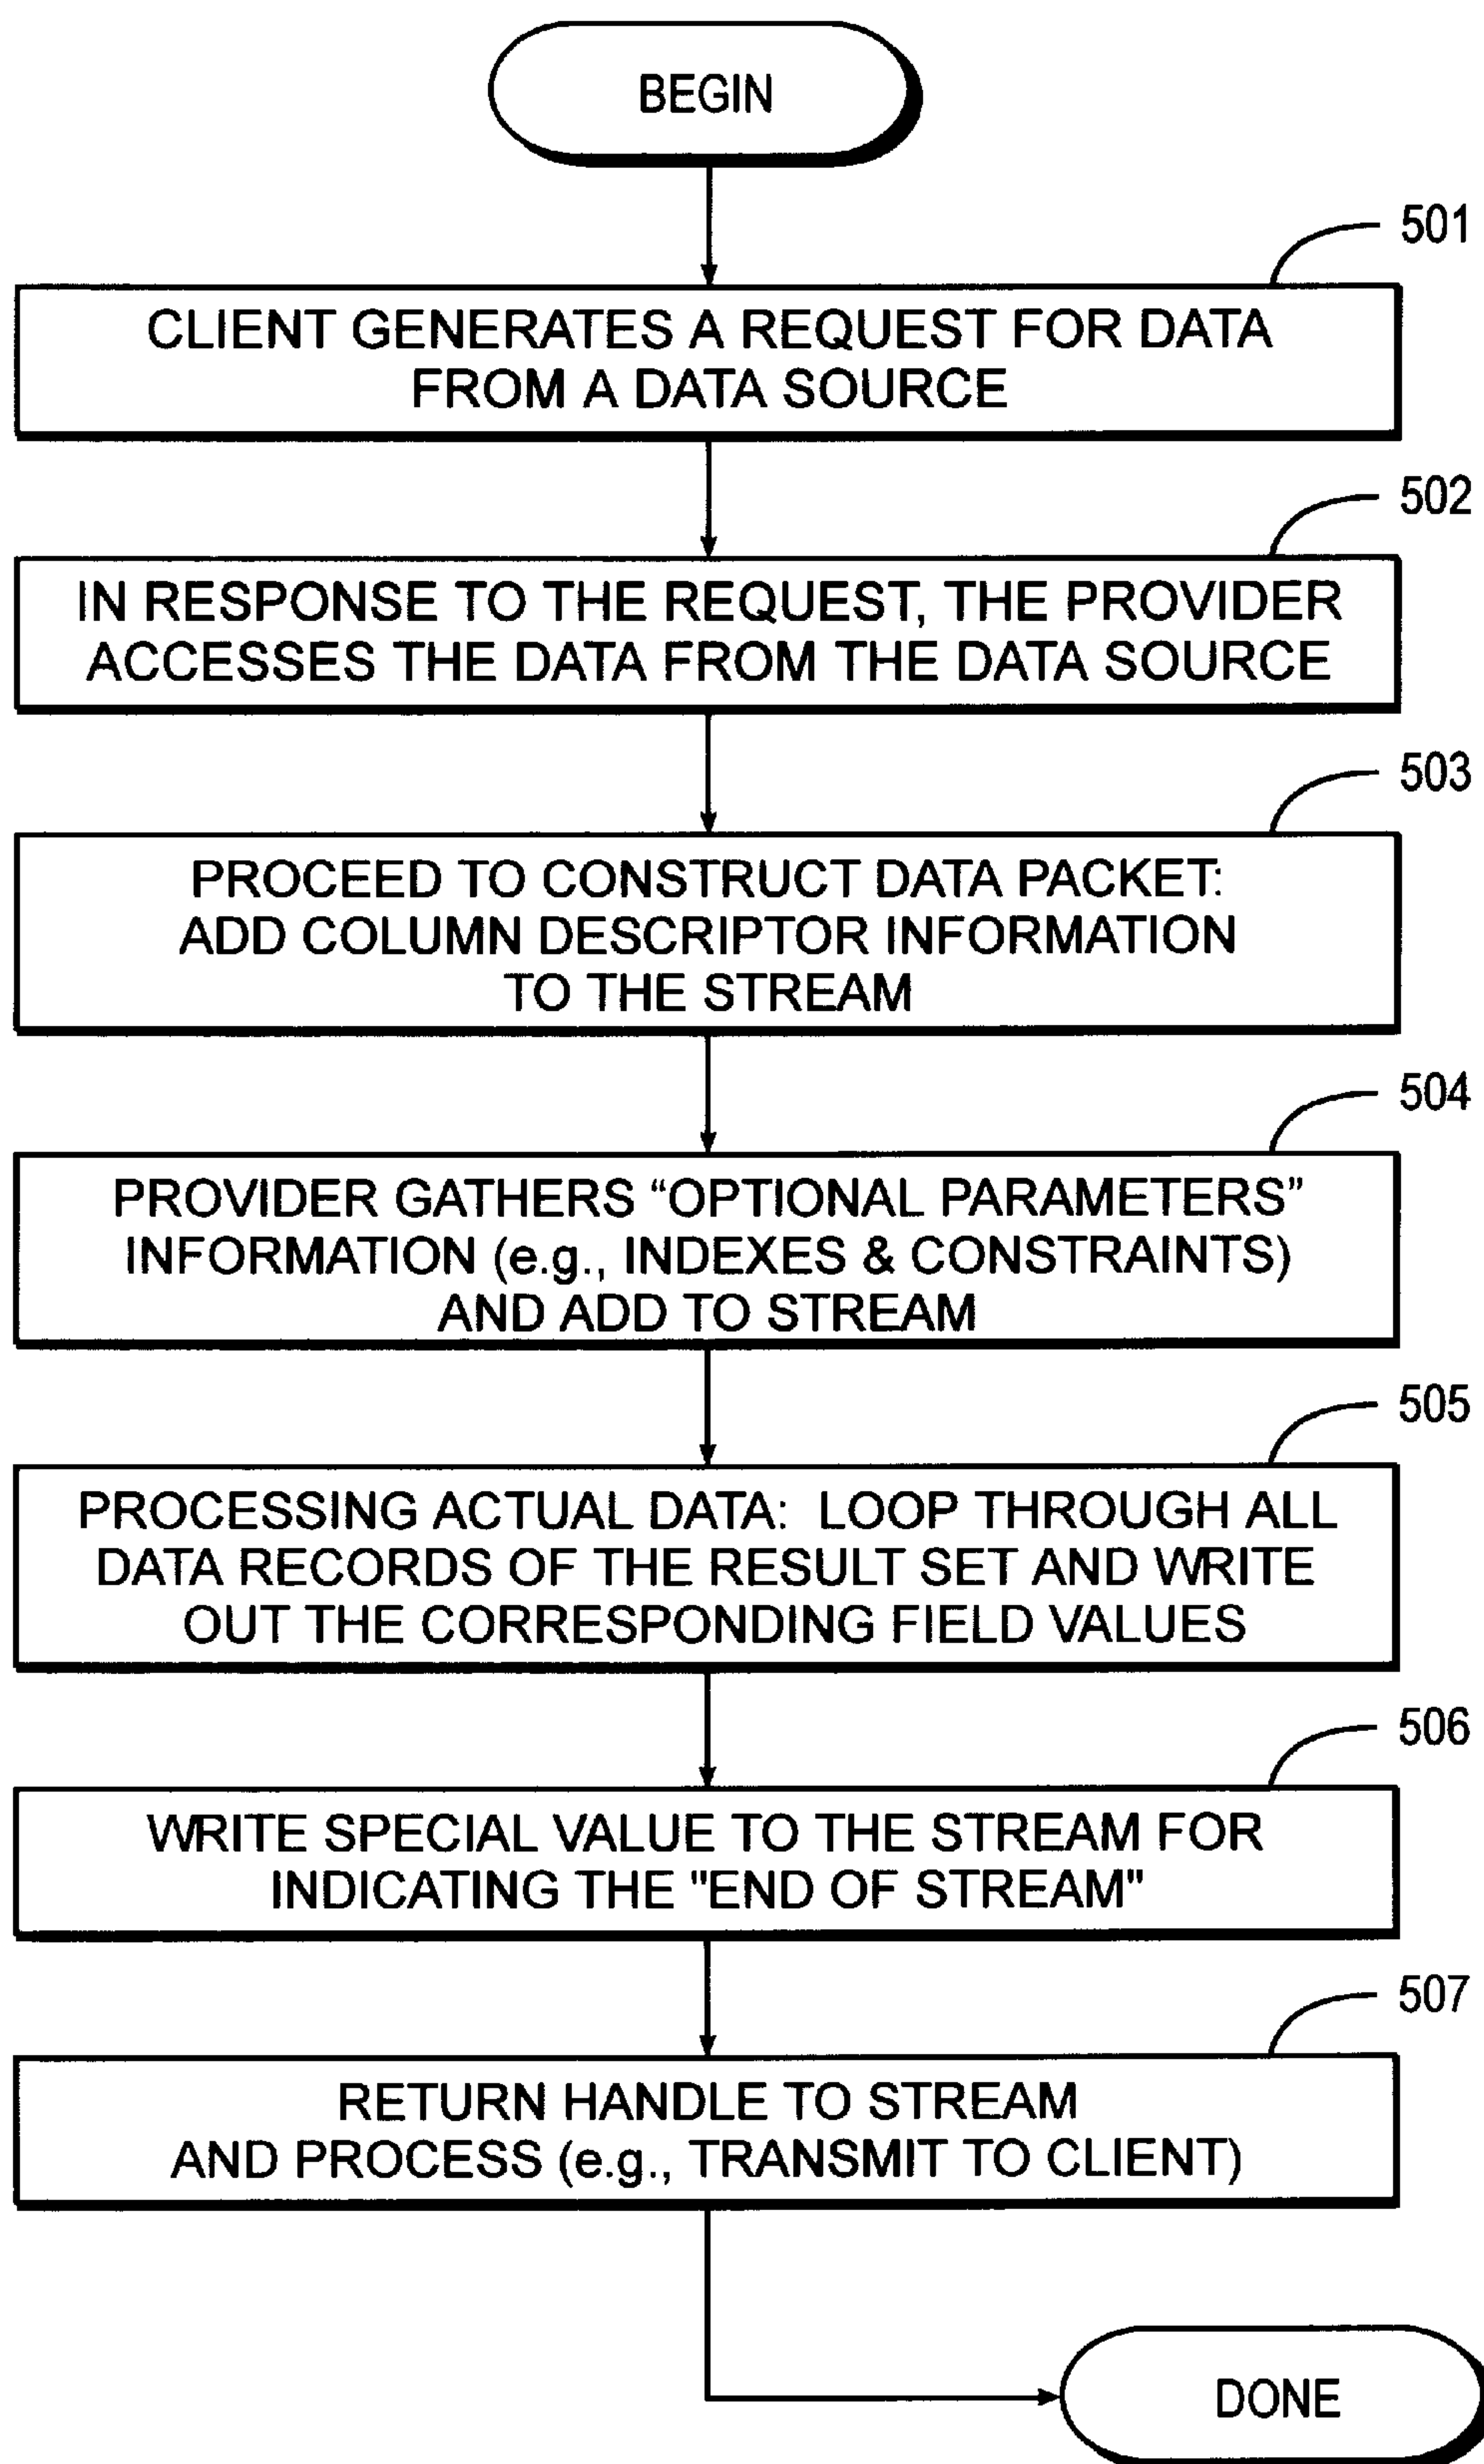 BEGIN
501
CLIENT GENERATES A REQUEST FOR DATA
FROM A DATA SOURCE
502
IN RESPONSE TO THE REQUEST, THE PROVIDER
ACCESSES THE DATA FROM THE DATA SOURCE
503
PROCEED TO CONSTRUCT DATA PACKET:
ADD COLUMN DESCRIPTOR INFORMATION
TO THE STREAM
504
PROVIDER GATHERS “OPTIONAL PARAMETERS”
INFORMATION (e.g., INDEXES & CONSTRAINTS)
AND ADD TO STREAM
505
PROCESSING ACTUAL DATA: LOOP THROUGH ALL
DATA RECORDS OF THE RESULT SET AND WRITE
OUT THE CORRESPONDING FIELD VALUES
506
WRITE SPECIAL VALUE TO THE STREAM FOR
INDICATING THE "END OF STREAM"
507
RETURN HANDLE TO STREAM
AND PROCESS (e.g., TRANSMIT TO CLIENT)
DONE